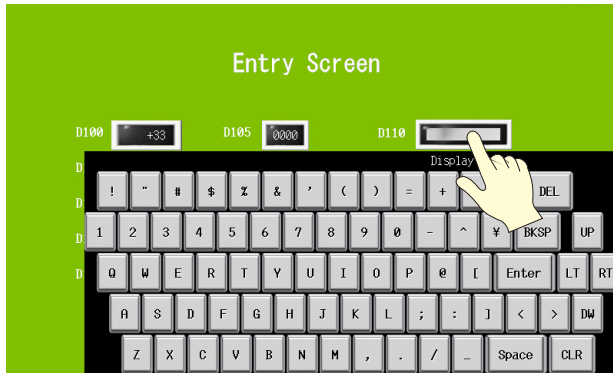 Entry Screen
D100 +33 D105 0000 D110
Display
D
! " # $ % & ' ( ) = + DEL
D
1 2 3 4 5 6 7 8 9 0 - ^ ¥ BKSP UP
D
Q W E R T Y U I O P @ [ Enter LT RT
D
A S D F G H J K L ; : ] < > DW
Z X C V B N M , . / _ Space CLR